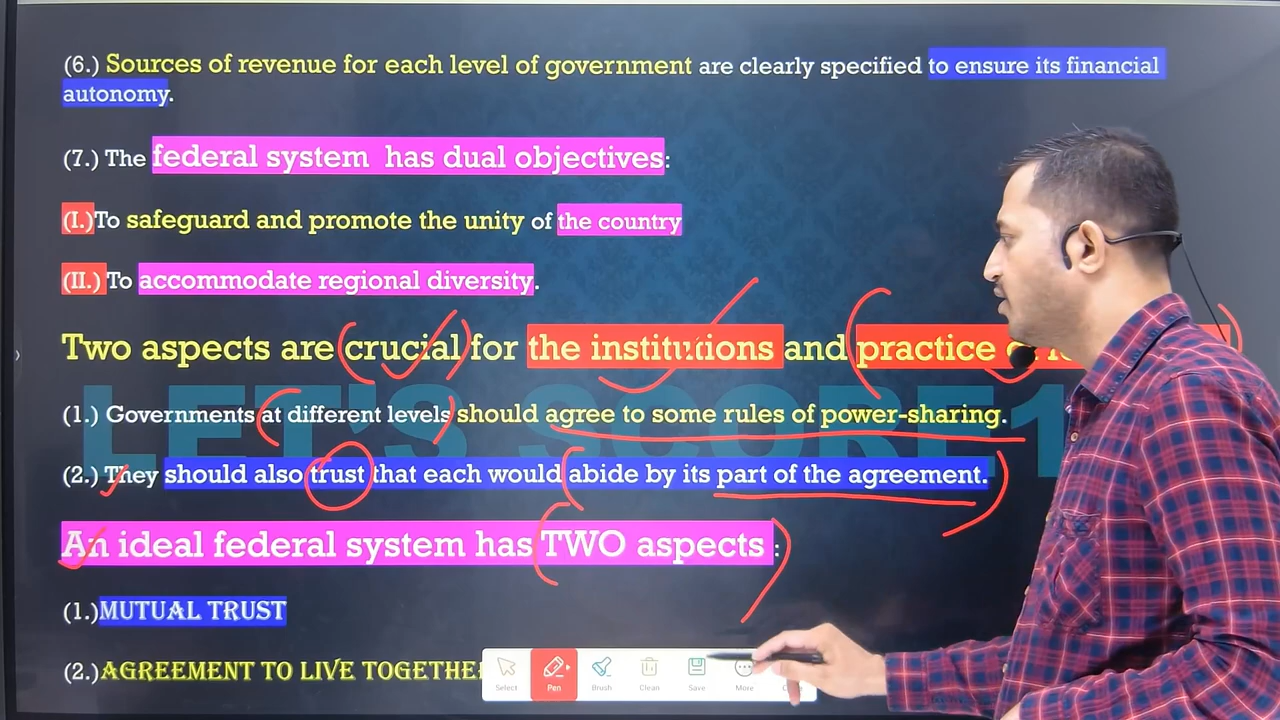 (6.) Sources of revenue for each level of government are clearly specified to ensure its financial
autonomy.
(7.) The federal system has dual objectives:
(I.) To safeguard and promote the unity of the country
(II.) To accommodate regional diversity.
Two aspects are crucial for the institutions and practice
(1.) Governments at different levels should agree to some rules of power-sharing.
(2.) They should also trust that each would abide by its part of the agreement.
LET'S SCORE1
An ideal federal system has TWO aspects :
(1.) MUTUAL TRUST
(2.) AGREEMENT TO LIVE TOGETHER
Select Pen Brush Clean Save More